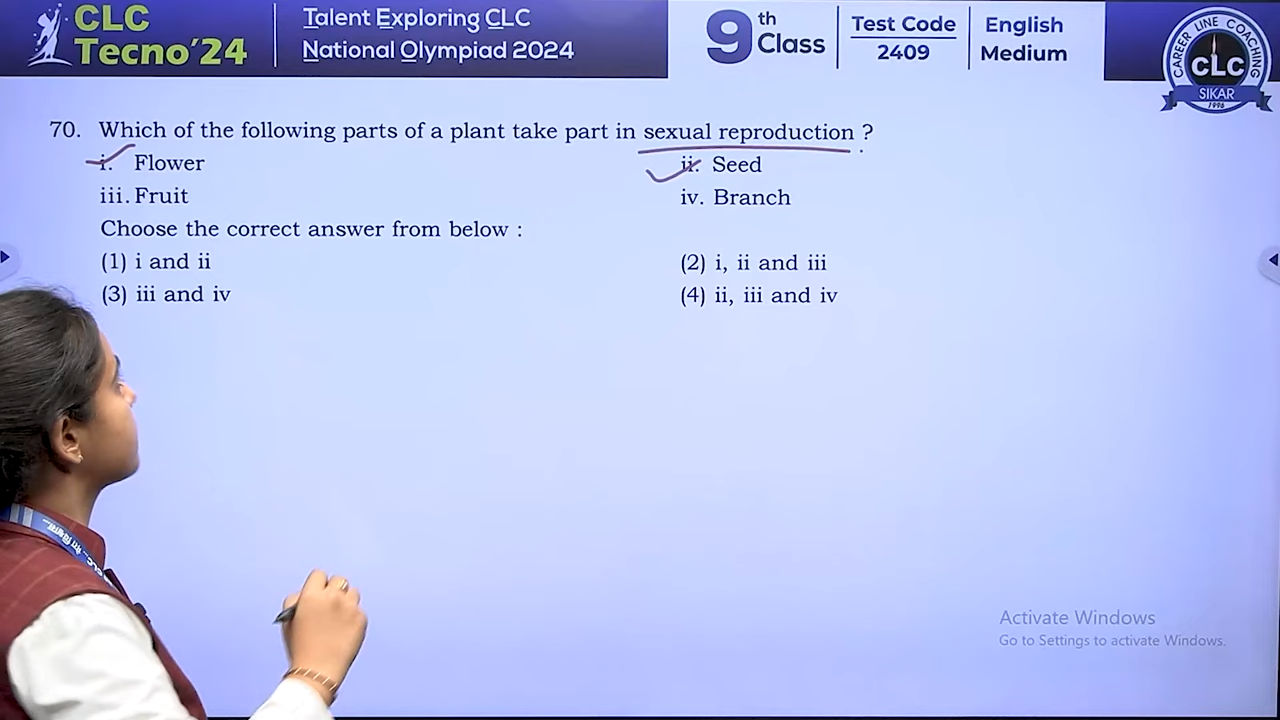 CLC
Tecno'24
Talent Exploring CLC
National Olympiad 2024
9th Class
Test Code
2409
English
Medium
CAREER LINE COACHING
CLC
SIKAR
1996
70. Which of the following parts of a plant take part in sexual reproduction ?
i. Flower
ii. Seed
iii. Fruit
iv. Branch
Choose the correct answer from below :
(1) i and ii
(2) i, ii and iii
(3) iii and iv
(4) ii, iii and iv
Activate Windows
Go to Settings to activate Windows.